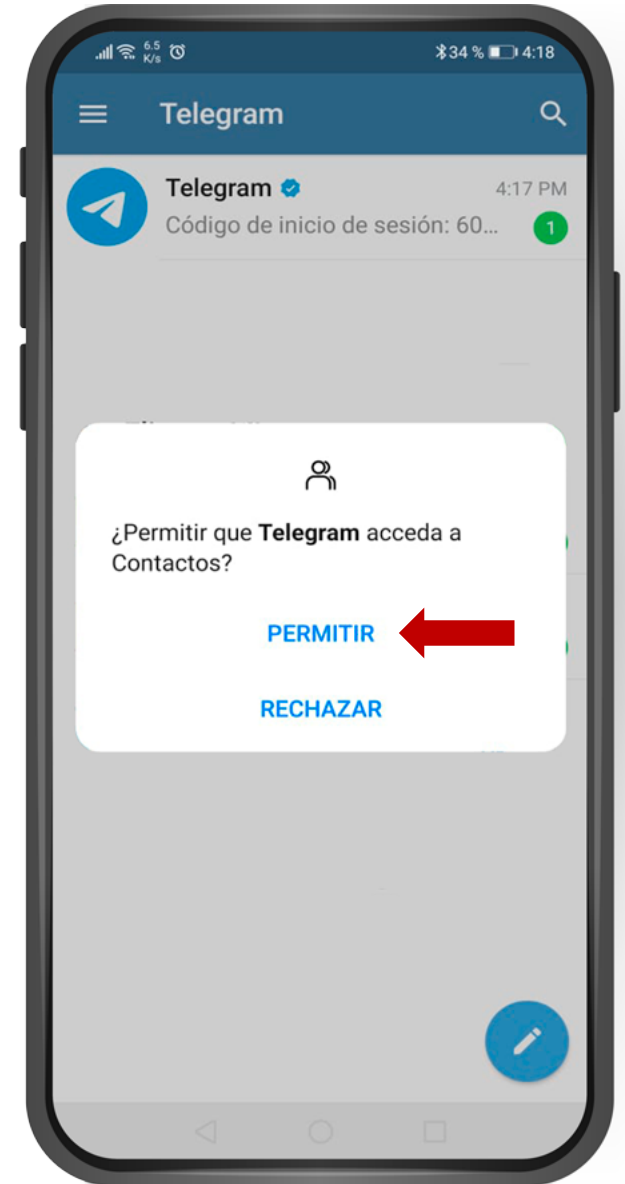 6.5
K/s
34 % 4:18
Telegram
Telegram 4:17 PM
Código de inicio de sesión: 60... 1
¿Permitir que Telegram acceda a
Contactos?
PERMITIR
RECHAZAR